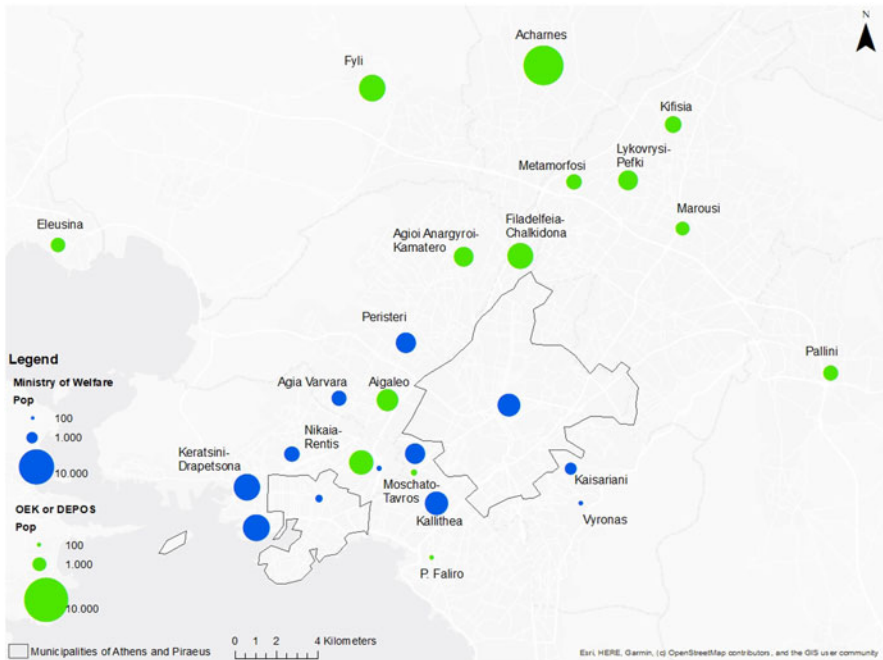 N
Acharnes
Fyli
Kifisia
Lykovrysi-
Pefki
Metamorfosi
Marousi
Eleusina
Agioi Anargyroi-
Kamatero
Filadelfeia-
Chalkidona
Peristeri
Pallini
Agia Varvara
Aigaleo
Nikaia-
Rentis
Keratsini-
Drapetsona
Moschato-
Tavros
Kaisariani
Kallithea
Vyronas
P. Faliro
Legend
Ministry of Welfare
Pop
100
1.000
10.000
OEK or DEPOS
Pop
100
1.000
10.000
Municipalities of Athens and Piraeus
0 1 2 4 Kilometers
Esri, HERE, Garmin, (c) OpenStreetMap contributors, and the GIS user community